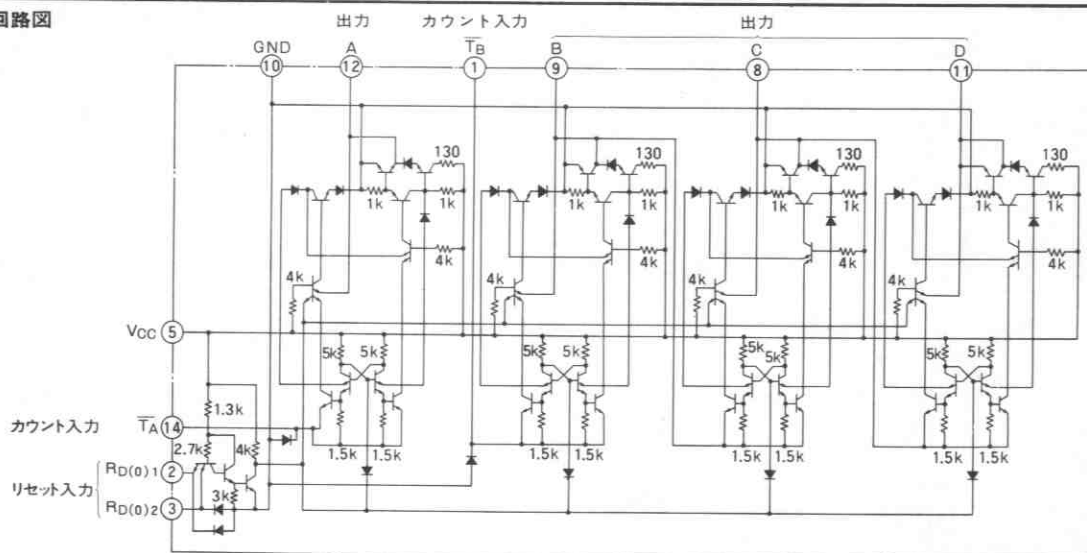 回路図
出力 カウント入力 出力
GND A T̅B̅ B C D
10 12 1 9 8 11
130 130 130 130
1k 1k 1k 1k 1k 1k 1k 1k
4k 4k 4k 4k
4k 4k 4k 4k
VCC 5
5k 5k 5k 5k 5k 5k 5k 5k
1.3k
カウント入力 T̅A̅ 14
2.7k 4k
1.5k 1.5k 1.5k 1.5k 1.5k 1.5k 1.5k 1.5k
リセット入力 RD(0)1 2
3k
RD(0)2 3